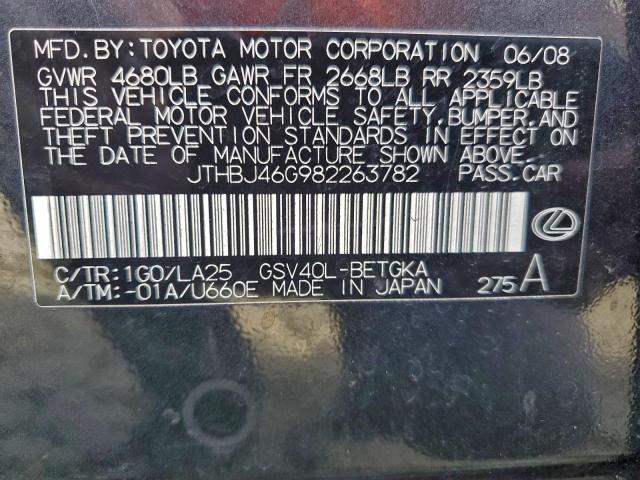 MFD. BY: TOYOTA MOTOR CORPORATION 06/08
GVWR 4680LB GAWR FR 2668LB RR 2359LB
THIS VEHICLE CONFORMS TO ALL APPLICABLE
FEDERAL MOTOR VEHICLE SAFETY, BUMPER, AND
THEFT PREVENTION STANDARDS IN EFFECT ON
THE DATE OF MANUFACTURE SHOWN ABOVE.
JTHBJ46G982263782 PASS.CAR
C/TR: 1G0/LA25 GSV40L-BETGKA
A/TM: -01A/U660E MADE IN JAPAN 275A